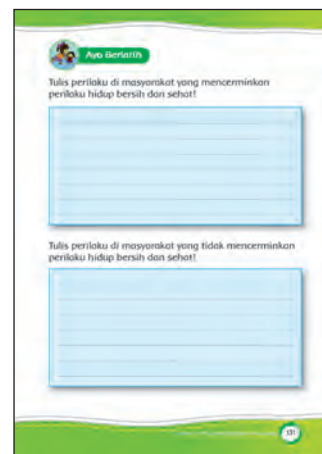 Ayo Berlatih
Tulis perilaku di masyarakat yang mencerminkan
perilaku hidup bersih dan sehat!
Tulis perilaku di masyarakat yang tidak mencerminkan
perilaku hidup bersih dan sehat!